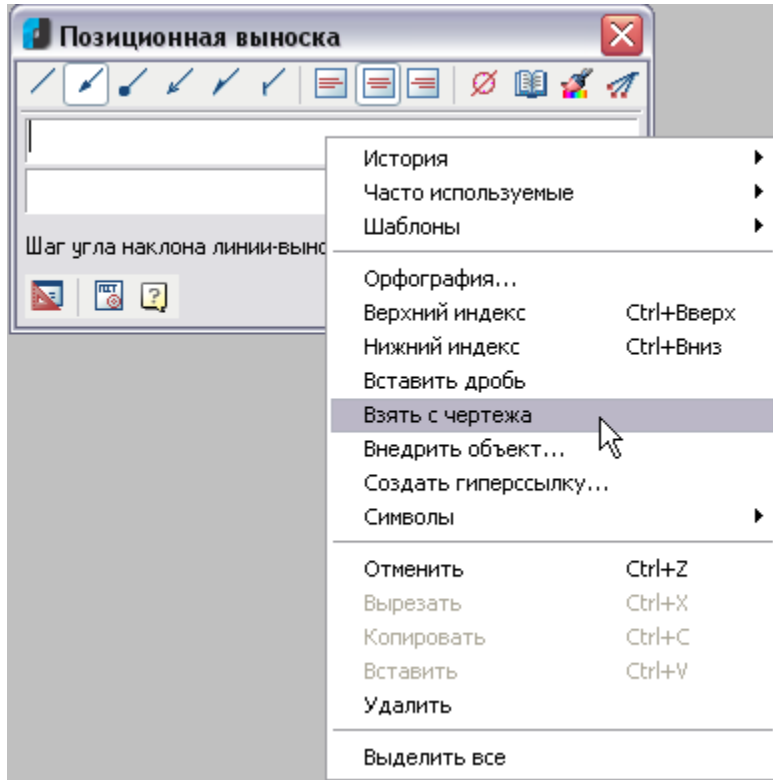 Позиционная выноска
История
Часто используемые
Шаблоны
Шаг угла наклона линии-выно
Орфография...
Верхний индекс Ctrl+Вверх
Нижний индекс Ctrl+Вниз
Вставить дробь
Взять с чертежа
Внедрить объект...
Создать гиперссылку...
Символы
Отменить Ctrl+Z
Вырезать Ctrl+X
Копировать Ctrl+C
Вставить Ctrl+V
Удалить
Выделить все